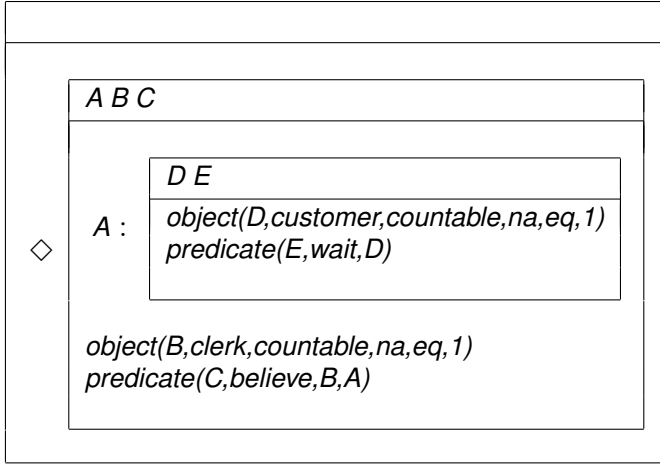 A B C
D E
A :
object(D,customer,countable,na,eq,1)
predicate(E,wait,D)
◇
object(B,clerk,countable,na,eq,1)
predicate(C,believe,B,A)